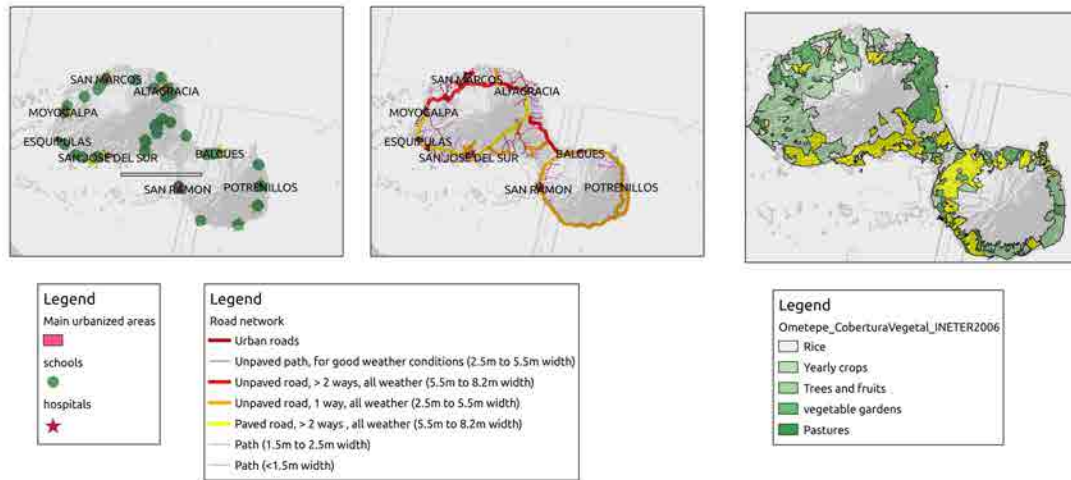 SAN MARCOS
ALTAGRACIA
MOYOGALPA
ESQUIPULAS
SAN JOSE DEL SUR
BALGUES
SAN RAMON
POTRENILLOS
SAN MARCOS
ALTAGRACIA
MOYOGALPA
ESQUIPULAS
SAN JOSE DEL SUR
BALGUES
SAN RAMON
POTRENILLOS
Legend
Main urbanized areas
schools
hospitals
Legend
Road network
Urban roads
Unpaved path, for good weather conditions (2.5m to 5.5m width)
Unpaved road, > 2 ways, all weather (5.5m to 8.2m width)
Unpaved road, 1 way, all weather (2.5m to 5.5m width)
Paved road, > 2 ways , all weather (5.5m to 8.2m width)
Path (1.5m to 2.5m width)
Path (<1.5m width)
Legend
Ometepe_CoberturaVegetal_INETER2006
Rice
Yearly crops
Trees and fruits
vegetable gardens
Pastures